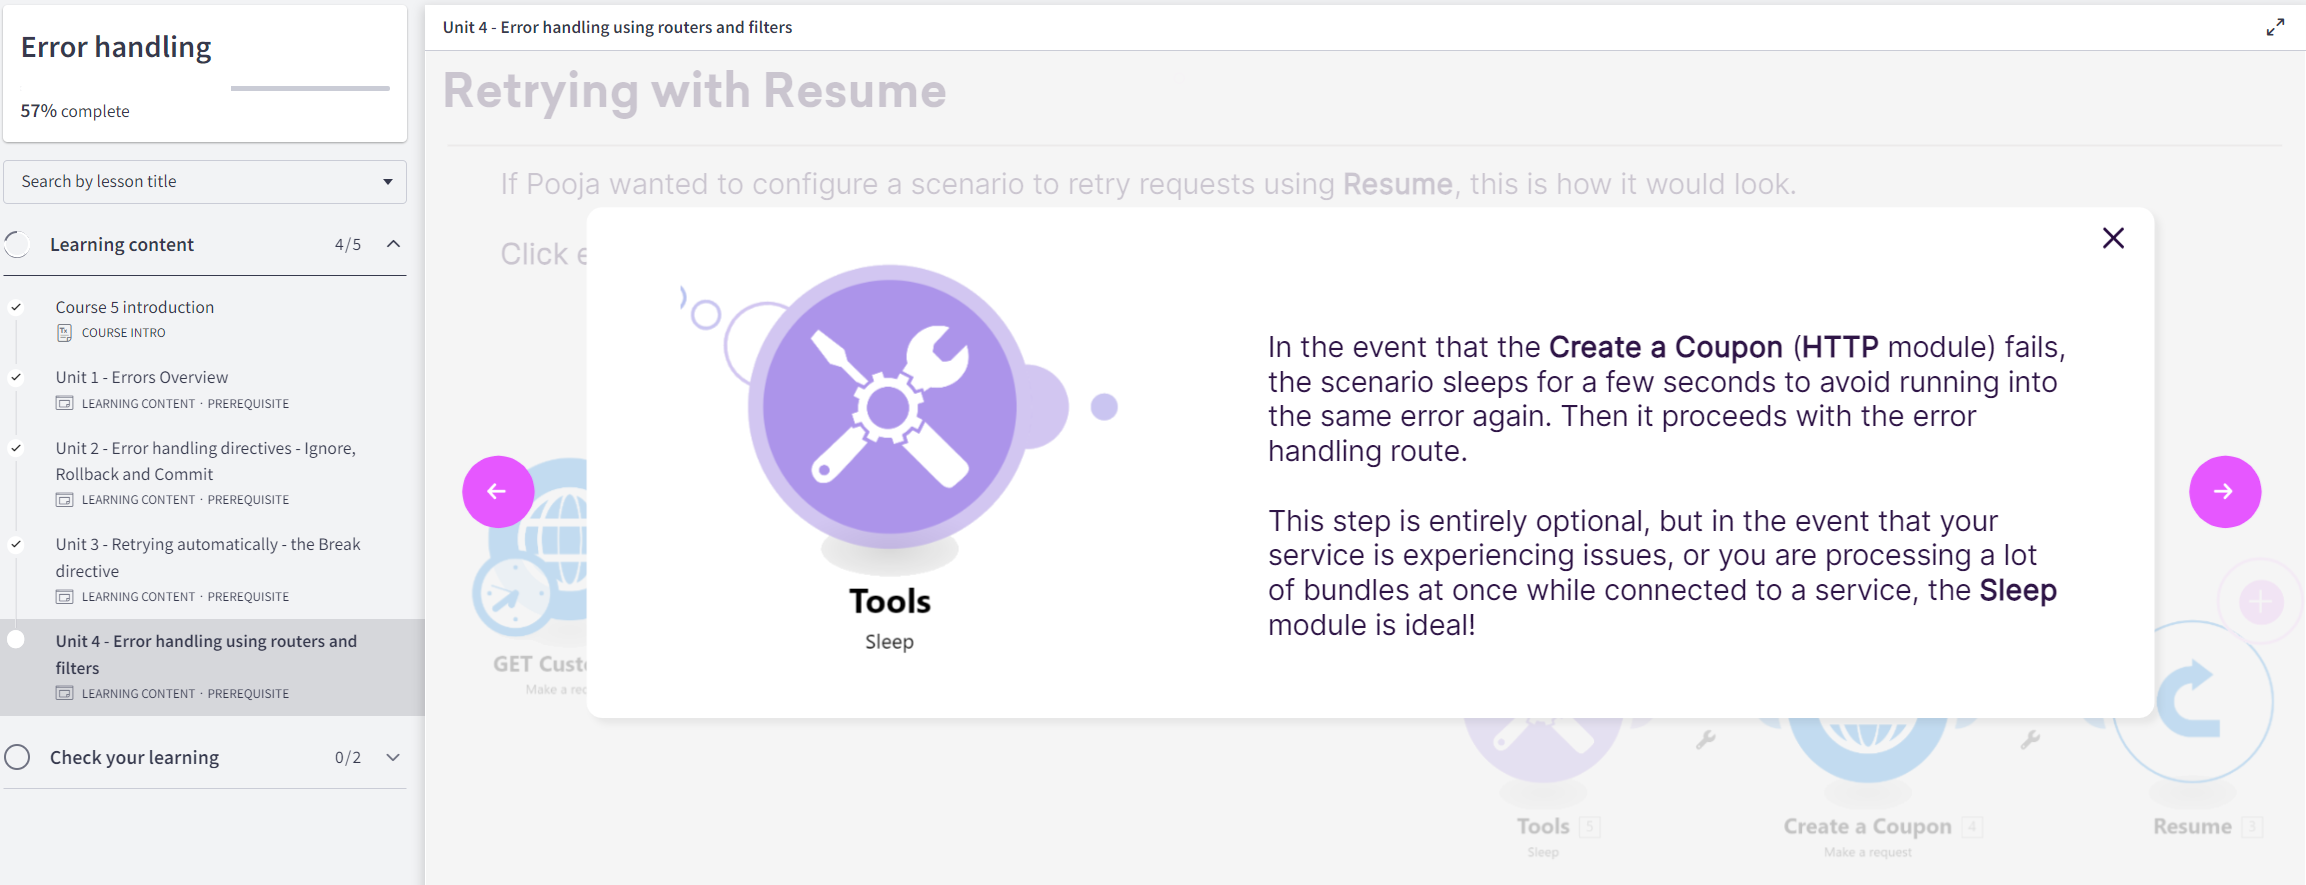 Error handling
57% complete
Search by lesson title
Learning content 4/5
Course 5 introduction
COURSE INTRO
Unit 1 - Errors Overview
LEARNING CONTENT · PREREQUISITE
Unit 2 - Error handling directives - Ignore,
Rollback and Commit
LEARNING CONTENT · PREREQUISITE
Unit 3 - Retrying automatically - the Break
directive
LEARNING CONTENT · PREREQUISITE
Unit 4 - Error handling using routers and
filters
LEARNING CONTENT · PREREQUISITE
Check your learning 0/2
Unit 4 - Error handling using routers and filters
Retrying with Resume
If Pooja wanted to configure a scenario to retry requests using Resume, this is how it would look.
Click
Tools
Sleep
In the event that the Create a Coupon (HTTP module) fails,
the scenario sleeps for a few seconds to avoid running into
the same error again. Then it proceeds with the error
handling route.
This step is entirely optional, but in the event that your
service is experiencing issues, or you are processing a lot
of bundles at once while connected to a service, the Sleep
module is ideal!
GET
Make a
Tools 5
Sleep
Create a Coupon 4
Make a request
Resume 3